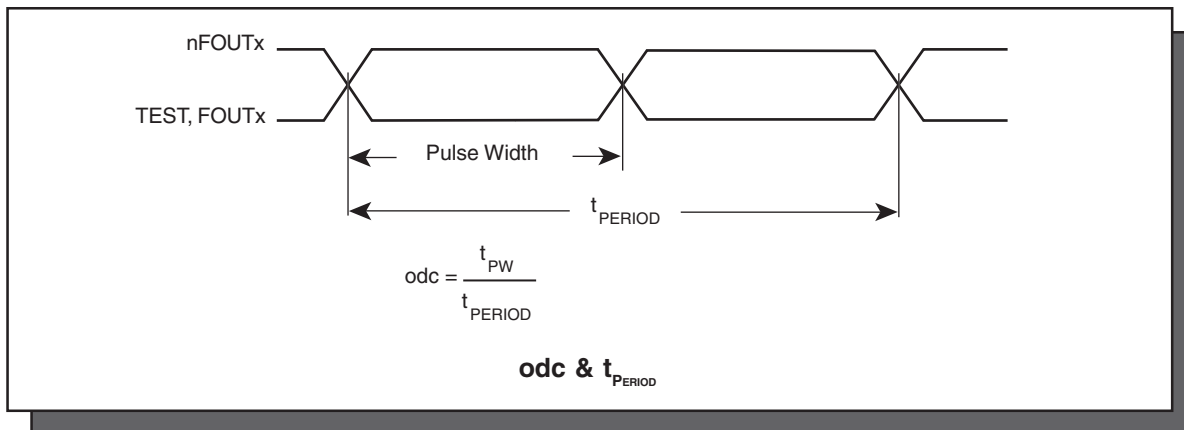 nFOUTx
TEST, FOUTx
Pulse Width
tPERIOD
odc = tPW
tPERIOD
odc & tPERIOD